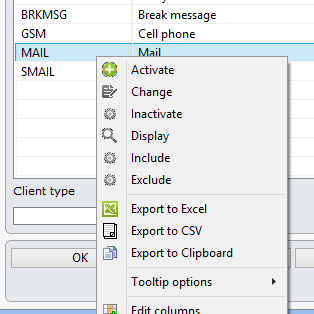 BRKMSG Break message
GSM Cell phone
MAIL Mail
SMAIL
Activate
Change
Inactivate
Display
Include
Exclude
Client type
Export to Excel
Export to CSV
OK
Export to Clipboard
Tooltip options
Edit columns